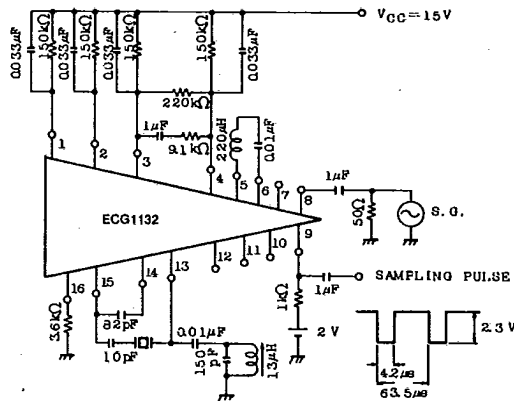 VCC=15V
0.033μF
150kΩ
0.033μF
150kΩ
0.033μF
150kΩ
150kΩ
0.033μF
220kΩ
1μF
9.1kΩ
220μH
0.01μF
1
2
3
4
5
6
7
8
1μF
50Ω
S.G.
ECG1132
9
10
11
12
13
14
15
16
3.6kΩ
82pF
10pF
0.01μF
150pF
13μH
1kΩ
1μF
2V
SAMPLING PULSE
2.3V
4.2μs
63.5μs